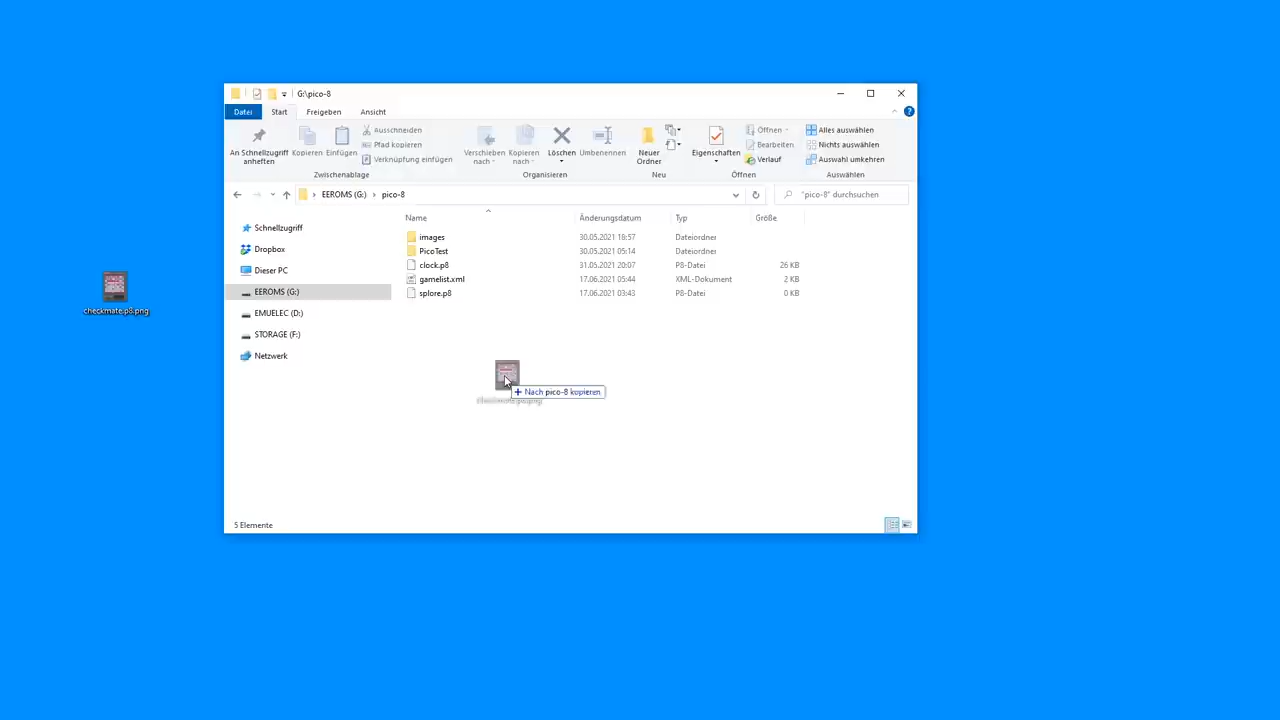 G:\pico-8
Datei Start Freigeben Ansicht
An Schnellzugriff anheften
Kopieren
Einfügen
Ausschneiden
Pfad kopieren
Verknüpfung einfügen
Zwischenablage
Verschieben nach
Kopieren nach
Löschen
Umbenennen
Organisieren
Neuer Ordner
Neu
Eigenschaften
Öffnen
Bearbeiten
Verlauf
Öffnen
Alles auswählen
Nichts auswählen
Auswahl umkehren
Auswählen
EEROMS (G:) pico-8
"pico-8" durchsuchen
Name Änderungsdatum Typ Größe
Schnellzugriff
Dropbox
Dieser PC
EEROMS (G:)
EMUELEC (D:)
STORAGE (F:)
Netzwerk
images 30.05.2021 18:57 Dateiordner
PicoTest 30.05.2021 05:14 Dateiordner
clock.p8 31.05.2021 20:07 P8-Datei 26 KB
gamelist.xml 17.06.2021 05:44 XML-Dokument 2 KB
splore.p8 17.06.2021 03:43 P8-Datei 0 KB
checkmate.p8.png
+ Nach pico-8 kopieren
5 Elemente